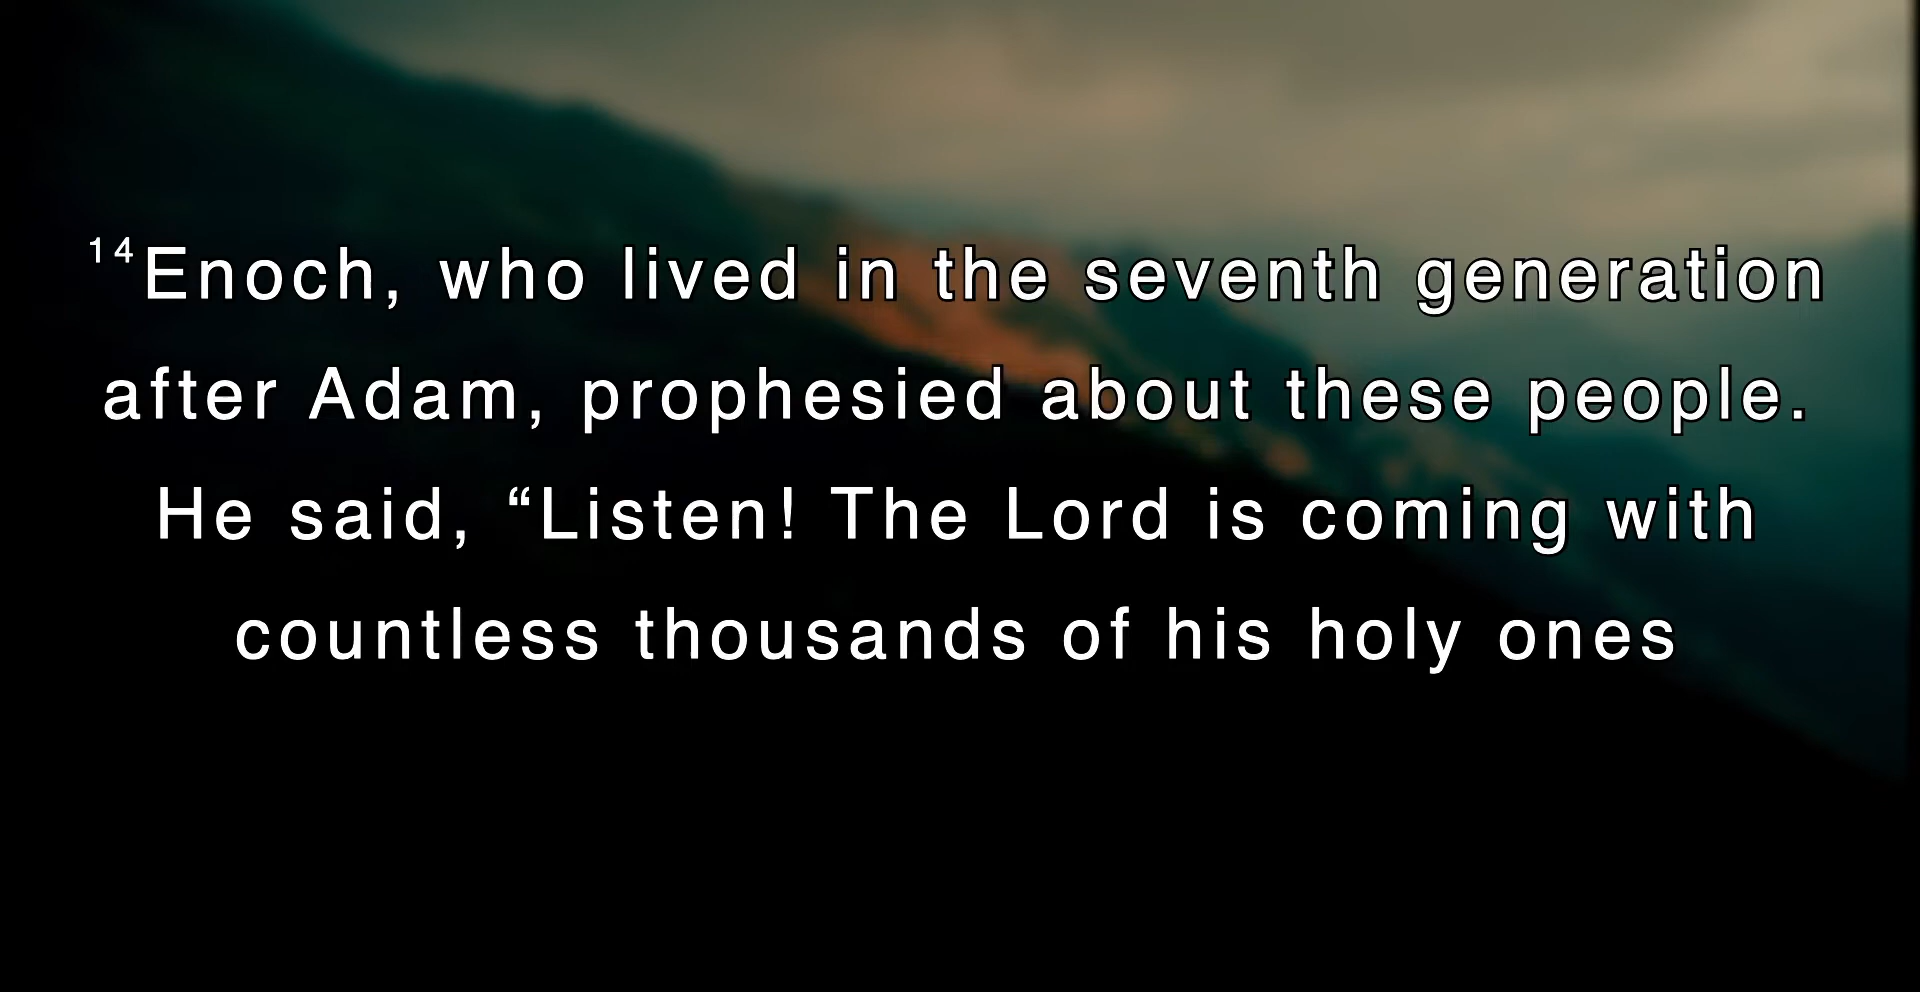 ¹⁴Enoch, who lived in the seventh generation
after Adam, prophesied about these people.
He said, “Listen! The Lord is coming with
countless thousands of his holy ones